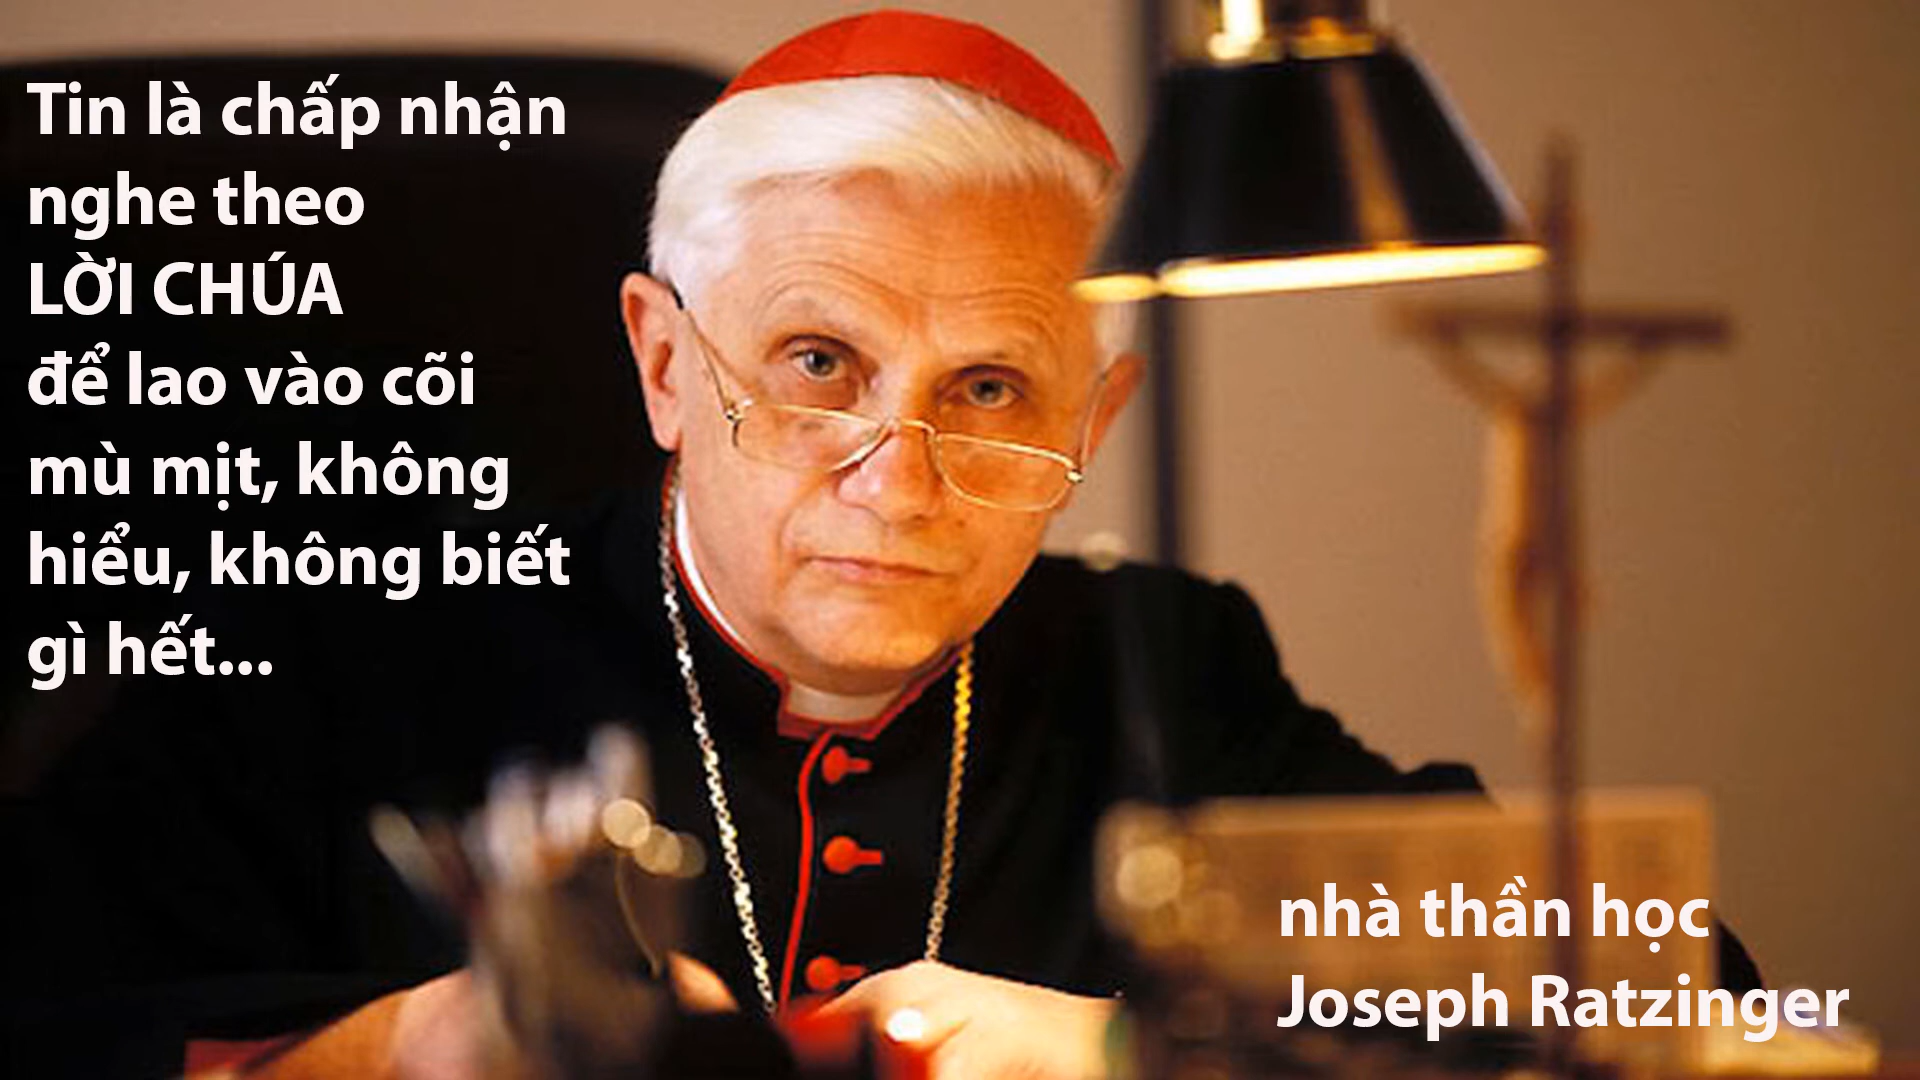 Tin là chấp nhận
nghe theo
LỜI CHÚA
để lao vào cõi
mù mịt, không
hiểu, không biết
gì hết...
nhà thần học
Joseph Ratzinger